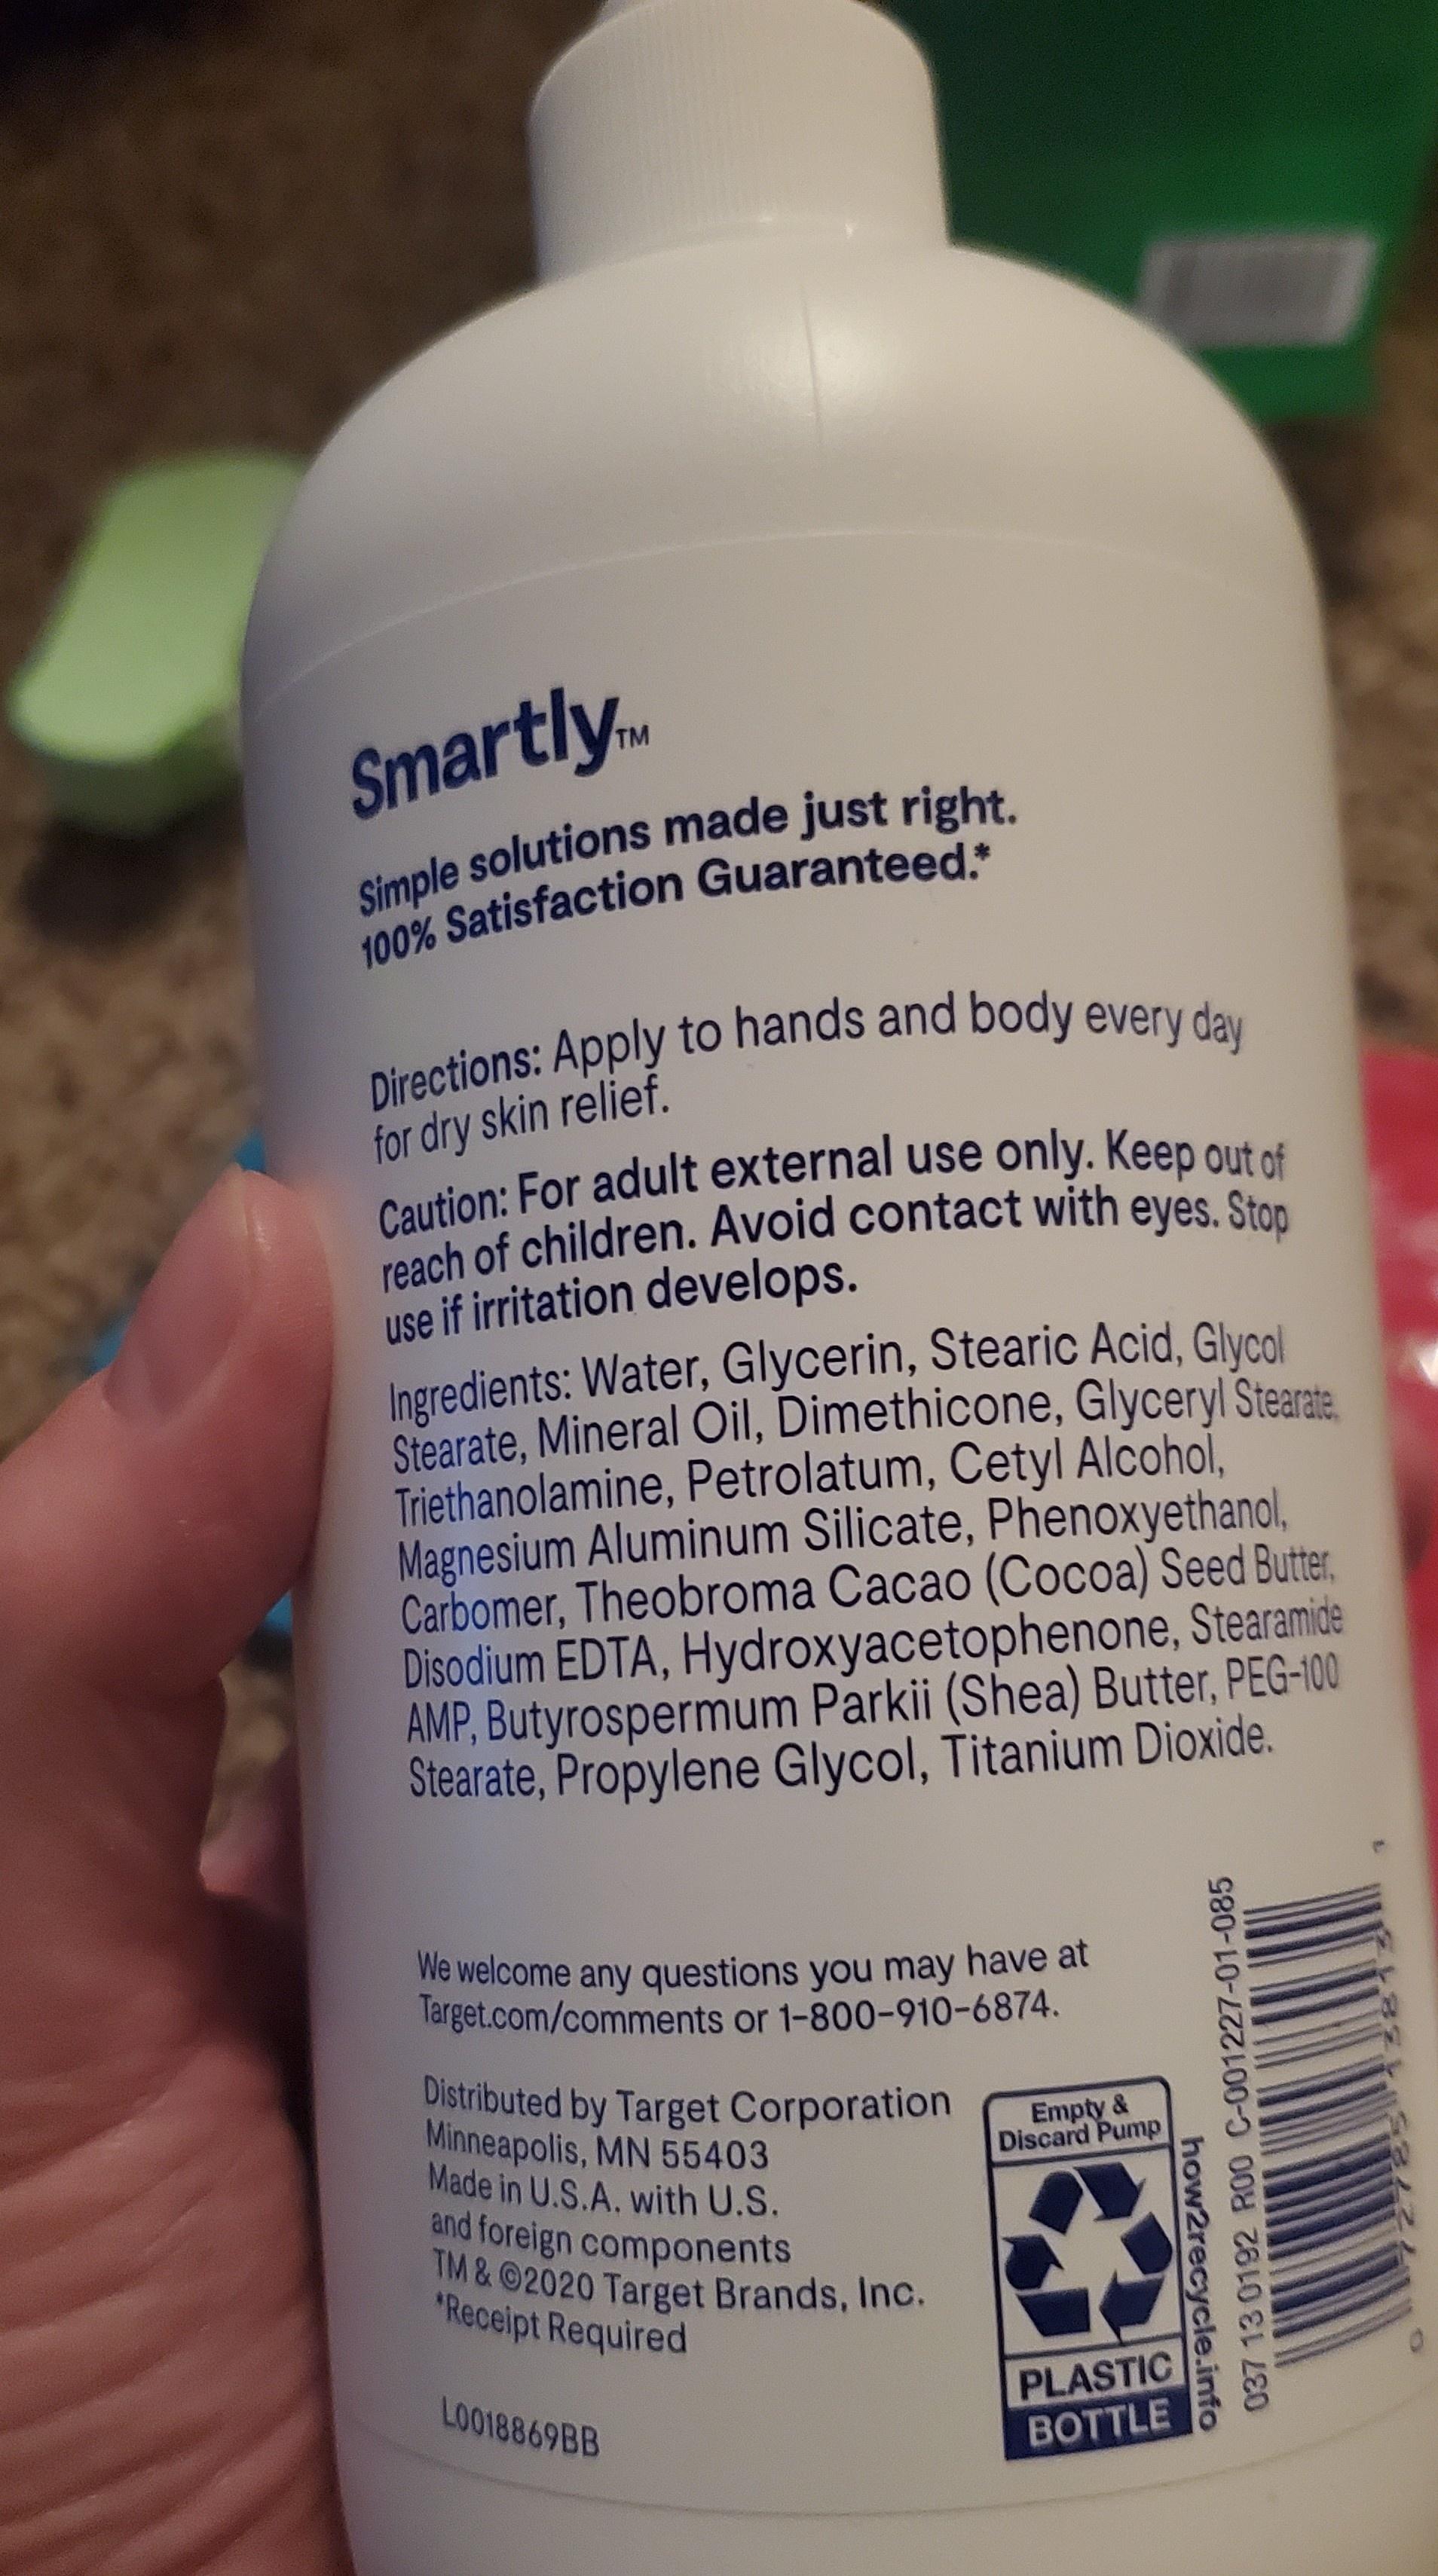 Smartly™
Simple solutions made just right.
100% Satisfaction Guaranteed.*
Directions: Apply to hands and body every day
for dry skin relief.
Caution: For adult external use only. Keep out of
reach of children. Avoid contact with eyes. Stop
use if irritation develops.
Ingredients: Water, Glycerin, Stearic Acid, Glycol
Stearate, Mineral Oil, Dimethicone, Glyceryl Stearate,
Triethanolamine, Petrolatum, Cetyl Alcohol,
Magnesium Aluminum Silicate, Phenoxyethanol,
Carbomer, Theobroma Cacao (Cocoa) Seed Butter,
Disodium EDTA, Hydroxyacetophenone, Stearamide
AMP, Butyrospermum Parkii (Shea) Butter, PEG-100
Stearate, Propylene Glycol, Titanium Dioxide.
We welcome any questions you may have at
Target.com/comments or 1-800-910-6874.
Distributed by Target Corporation
Minneapolis, MN 55403
Made in U.S.A. with U.S.
and foreign components
TM & ©2020 Target Brands, Inc.
*Receipt Required
L0018869BB
Empty &
Discard Pump
PLASTIC
BOTTLE
how2recycle.info
037 13 0192 R00 C-001227-01-085